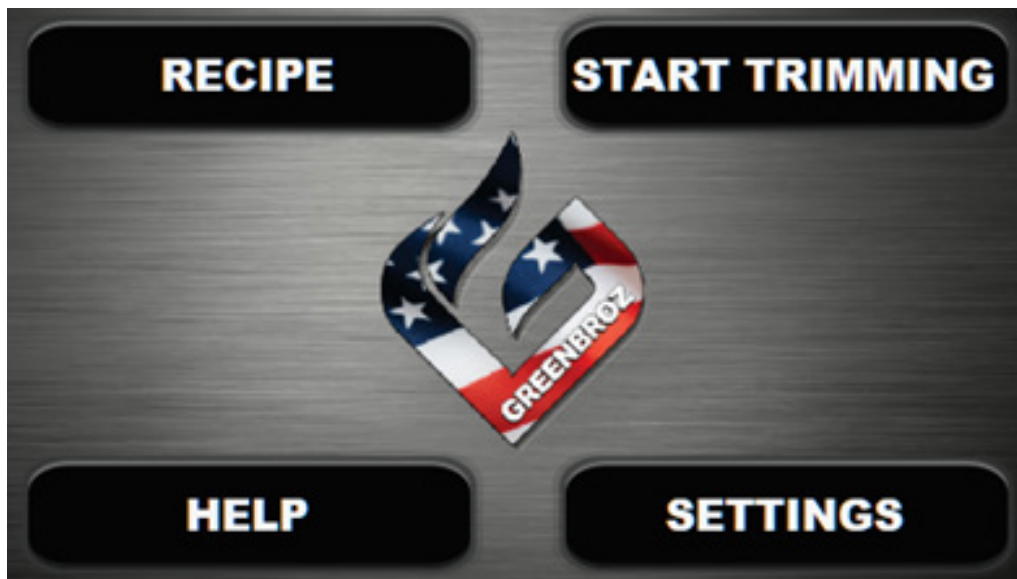 RECIPE
START TRIMMING
GREENBROZ
HELP
SETTINGS